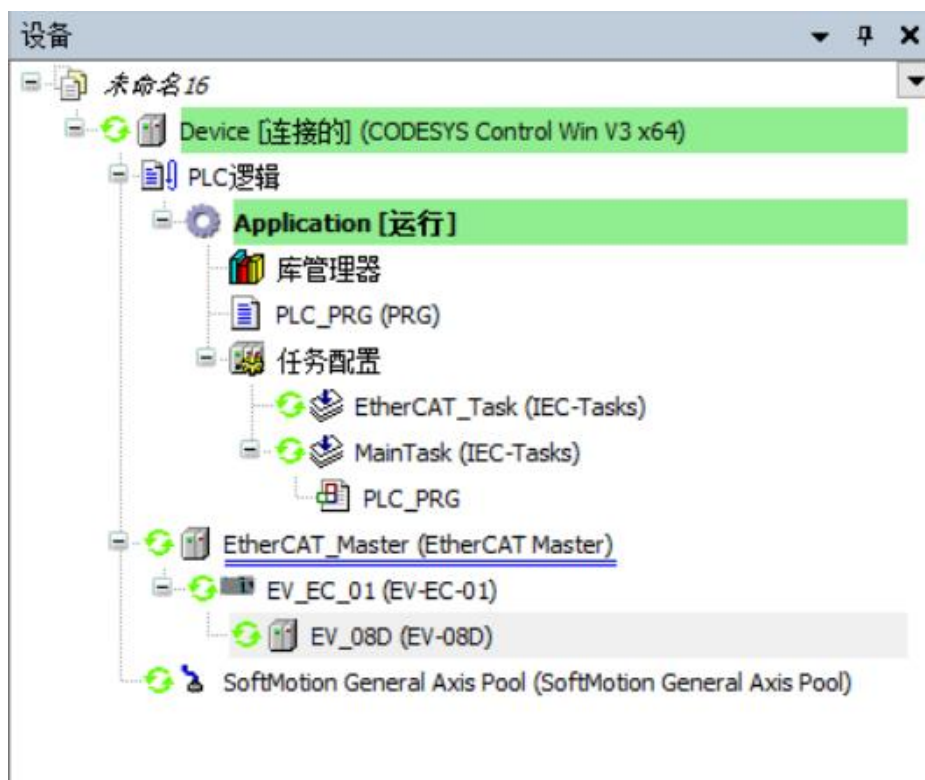 设备
未命名16
Device [连接的] (CODESYS Control Win V3 x64)
PLC逻辑
Application [运行]
库管理器
PLC_PRG (PRG)
任务配置
EtherCAT_Task (IEC-Tasks)
MainTask (IEC-Tasks)
PLC_PRG
EtherCAT_Master (EtherCAT Master)
EV_EC_01 (EV-EC-01)
EV_08D (EV-08D)
SoftMotion General Axis Pool (SoftMotion General Axis Pool)